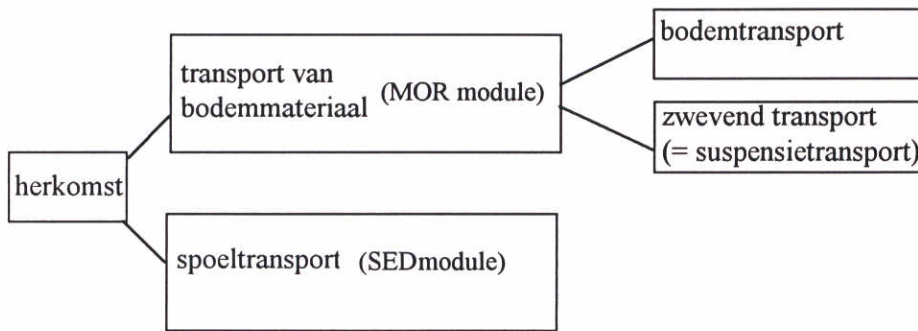 herkomst
transport van
bodemmateriaal (MOR module)
bodemtransport
zwevend transport
(= suspensietransport)
spoeltransport (SEDmodule)